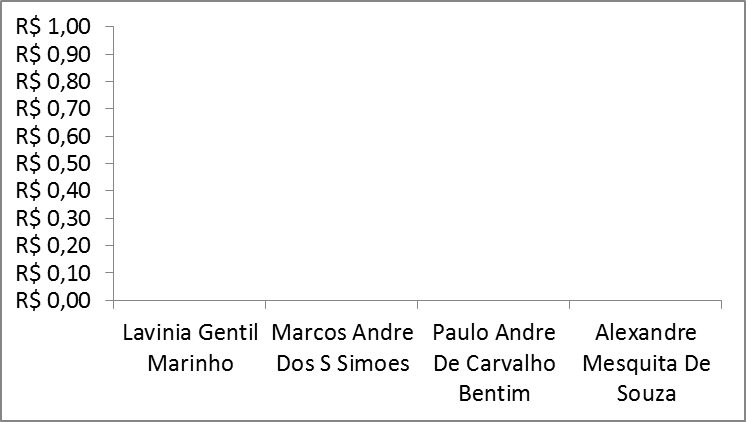 R$ 1,00
R$ 0,90
R$ 0,80
R$ 0,70
R$ 0,60
R$ 0,50
R$ 0,40
R$ 0,30
R$ 0,20
R$ 0,10
R$ 0,00
Lavinia Gentil
Marinho
Marcos Andre
Dos S Simoes
Paulo Andre
De Carvalho
Bentim
Alexandre
Mesquita De
Souza